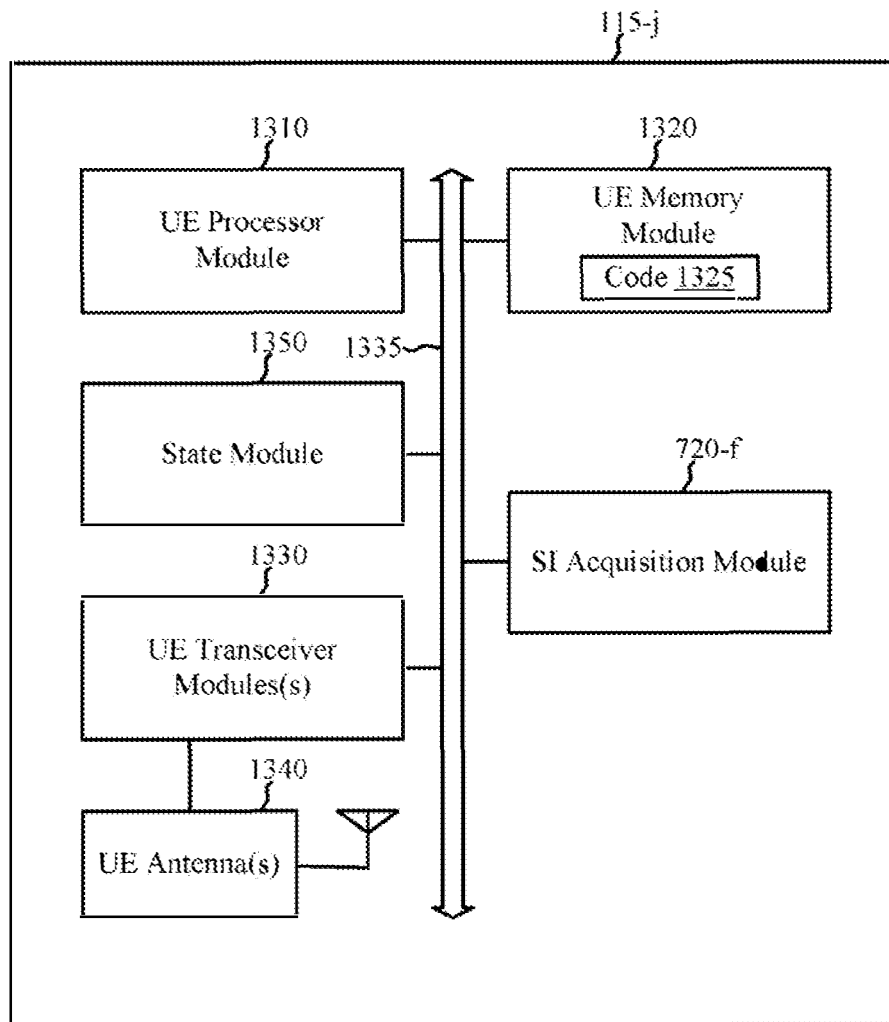 115-j
1310
UE Processor
Module
1320
UE Memory
Module
Code 1325
1350
State Module
1335
720-f
SI Acquisition Module
1330
UE Transceiver
Modules(s)
1340
UE Antenna(s)